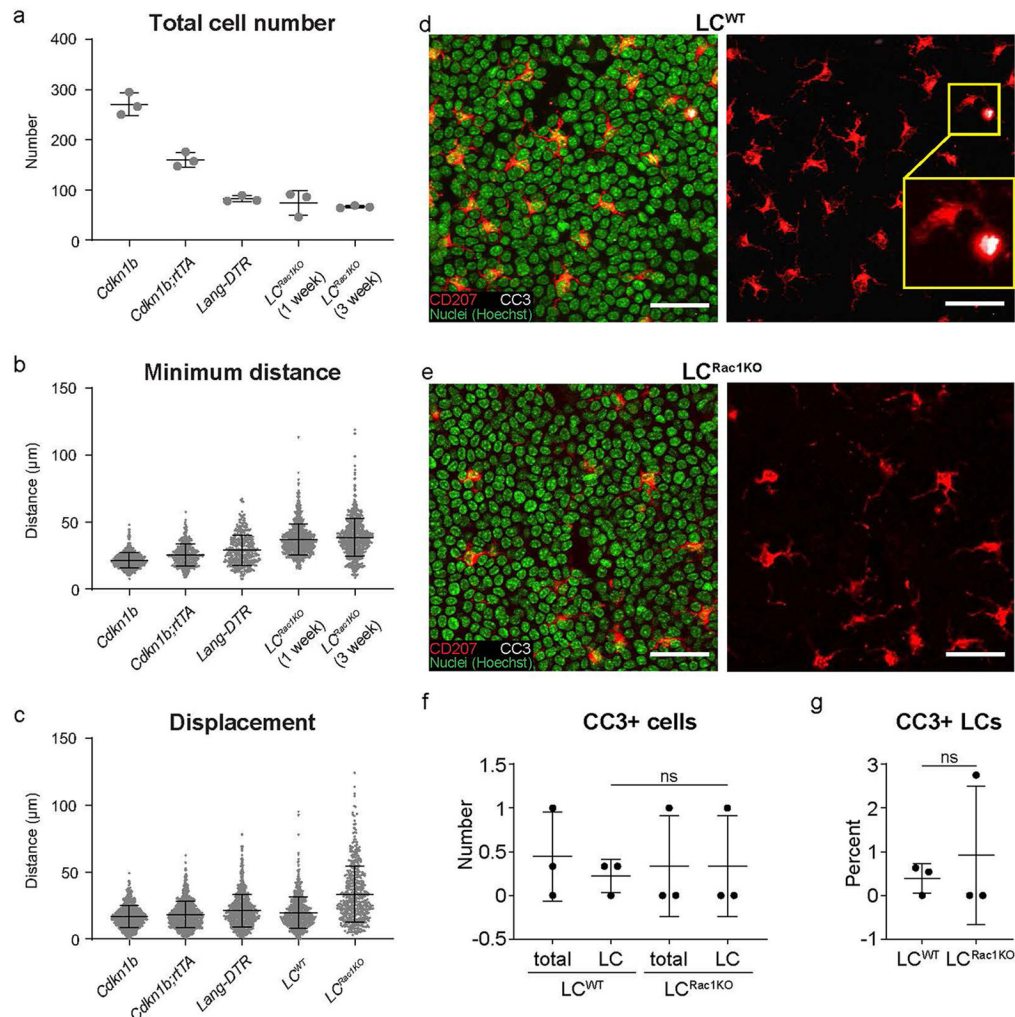 a
Total cell number
Number
400
300
200
100
0
Cdkn1b
Cdkn1b;rtTA
Lang-DTR
LCRac1KO
(1 week)
LCRac1KO
(3 week)
b
Minimum distance
Distance (µm)
150
100
50
0
Cdkn1b
Cdkn1b;rtTA
Lang-DTR
LCRac1KO
(1 week)
LCRac1KO
(3 week)
c
Displacement
Distance (µm)
150
100
50
0
Cdkn1b
Cdkn1b;rtTA
Lang-DTR
LCWT
LCRac1KO
d
LCWT
CD207 CC3
Nuclei (Hoechst)
e
LCRac1KO
CD207 CC3
Nuclei (Hoechst)
f
CC3+ cells
Number
1.5
1.0
0.5
0.0
-0.5
ns
total LC total LC
LCWT LCRac1KO
g
CC3+ LCs
Percent
3
2
1
0
-1
ns
LCWT LCRac1KO